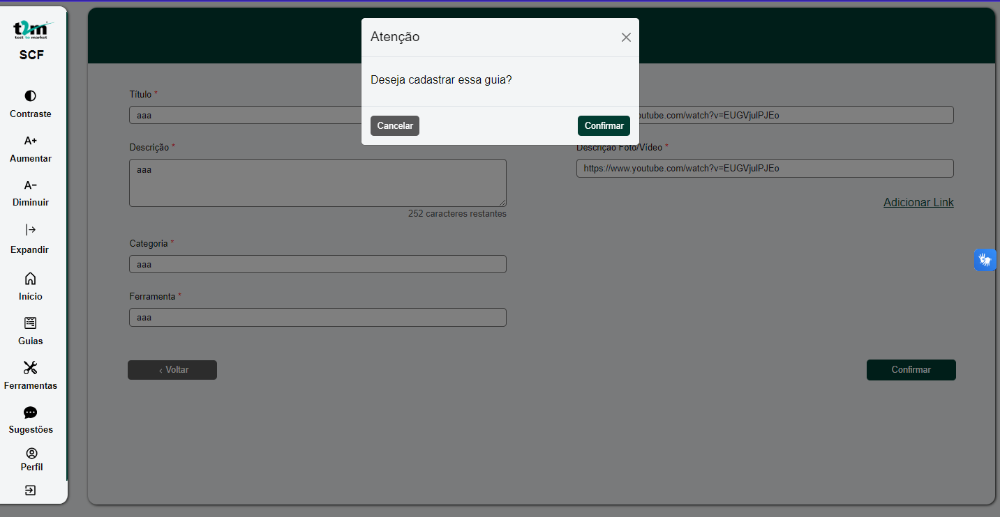 t2m
test to market
SCF
Contraste
A+
Aumentar
A-
Diminuir
Expandir
Início
Guias
Ferramentas
Sugestões
Perfil
Atenção
Deseja cadastrar essa guia?
Cancelar
Confirmar
Título *
aaa
outube.com/watch?v=EUGVjulPJEo
Descrição *
aaa
252 caracteres restantes
Descrição Foto/Vídeo *
https://www.youtube.com/watch?v=EUGVjulPJEo
Adicionar Link
Categoria *
aaa
Ferramenta *
aaa
‹ Voltar
Confirmar